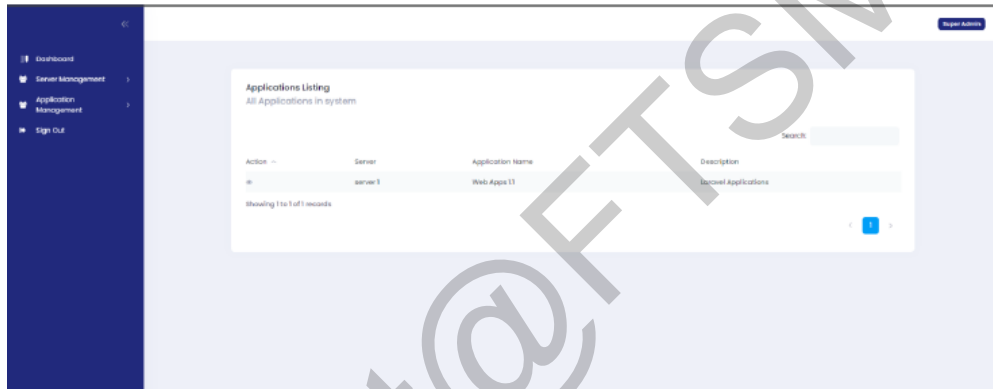 Super Admin
Dashboard
Server Management
Application
Management
Sign Out
Applications Listing
All Applications in system
Search:
Action Server Application Name Description
server 1 Web Apps 1.1 Laravel Applications
Showing 1 to 1 of 1 records
1
@FTSM